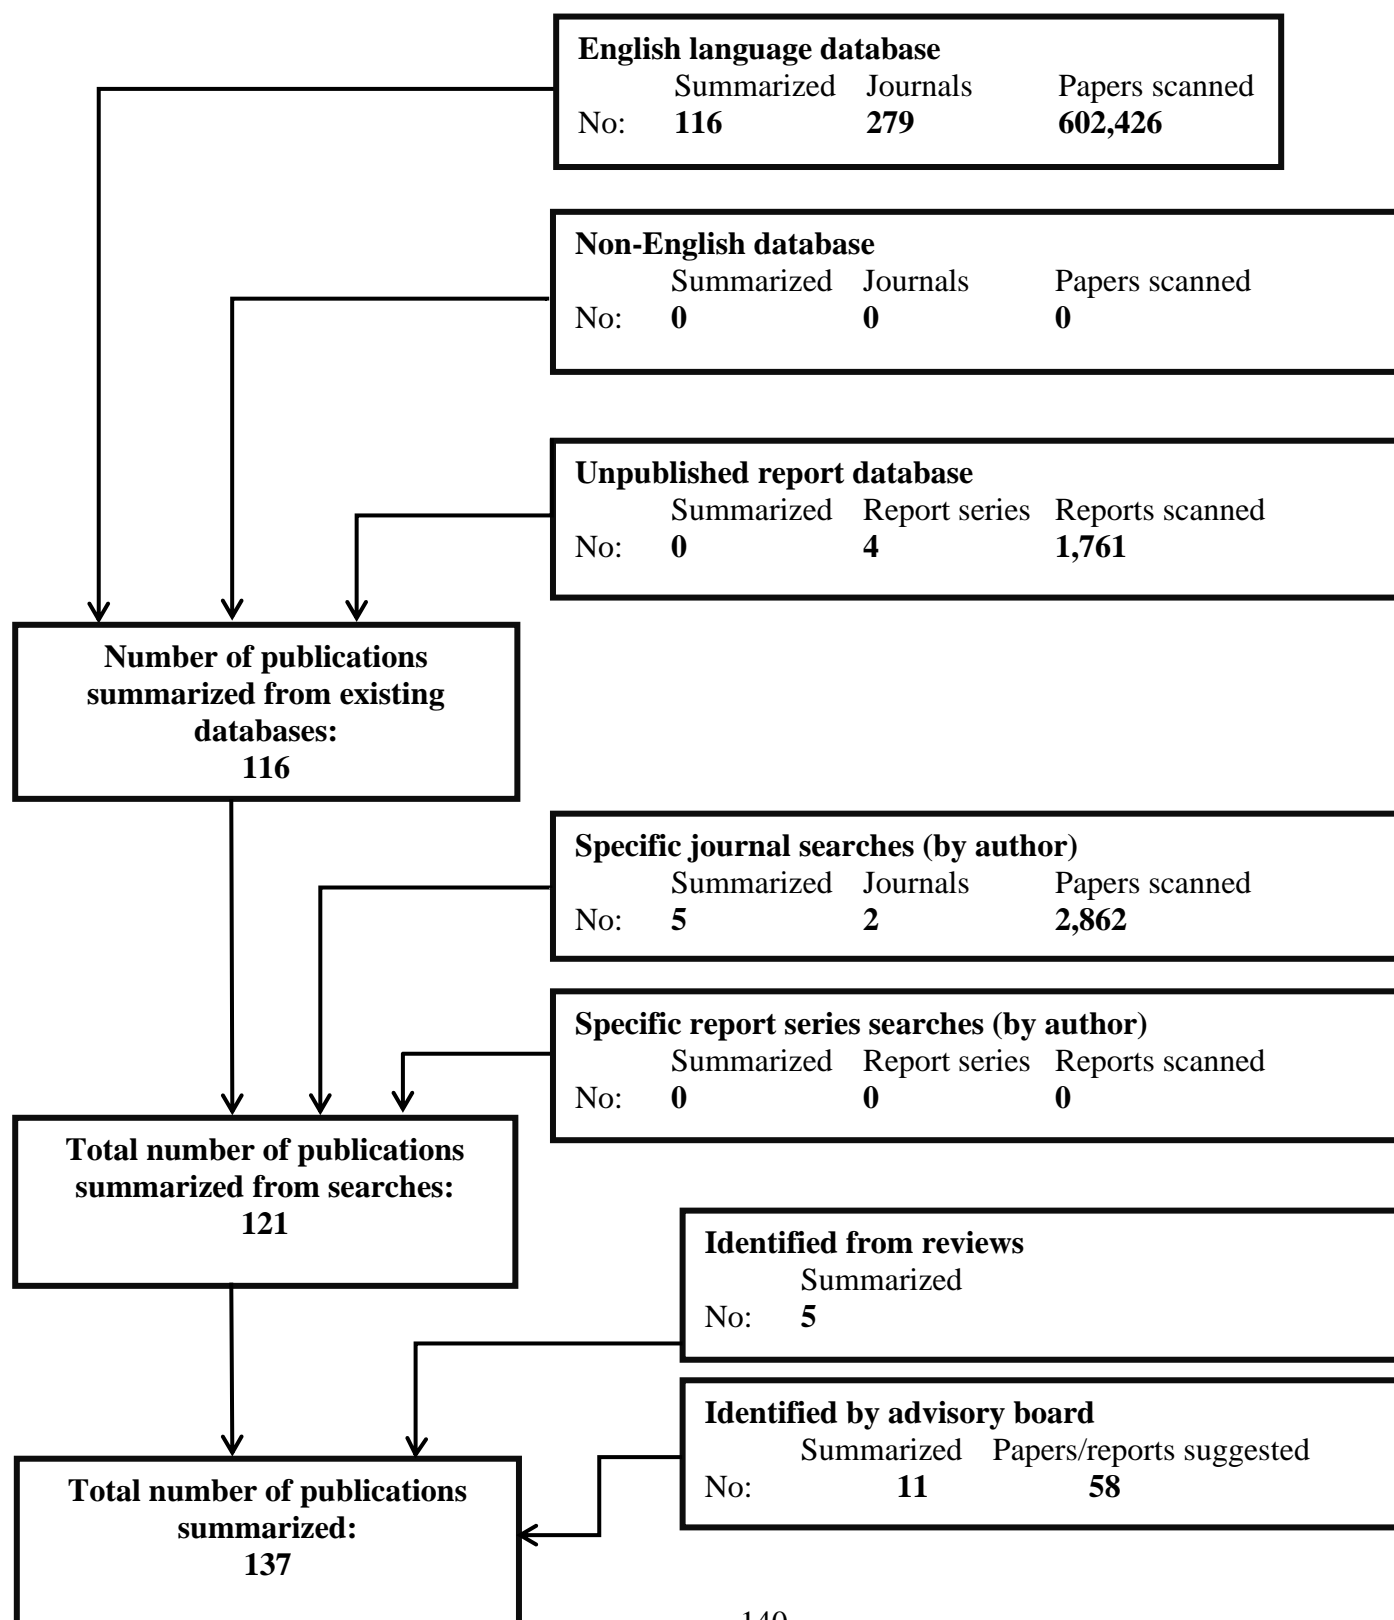 English language database
Summarized Journals Papers scanned
No: 116 279 602,426
Non-English database
Summarized Journals Papers scanned
No: 0 0 0
Unpublished report database
Summarized Report series Reports scanned
No: 0 4 1,761
Number of publications
summarized from existing
databases:
116
Specific journal searches (by author)
Summarized Journals Papers scanned
No: 5 2 2,862
Specific report series searches (by author)
Summarized Report series Reports scanned
No: 0 0 0
Total number of publications
summarized from searches:
121
Identified from reviews
Summarized
No: 5
Identified by advisory board
Summarized Papers/reports suggested
No: 11 58
Total number of publications
summarized:
137
140